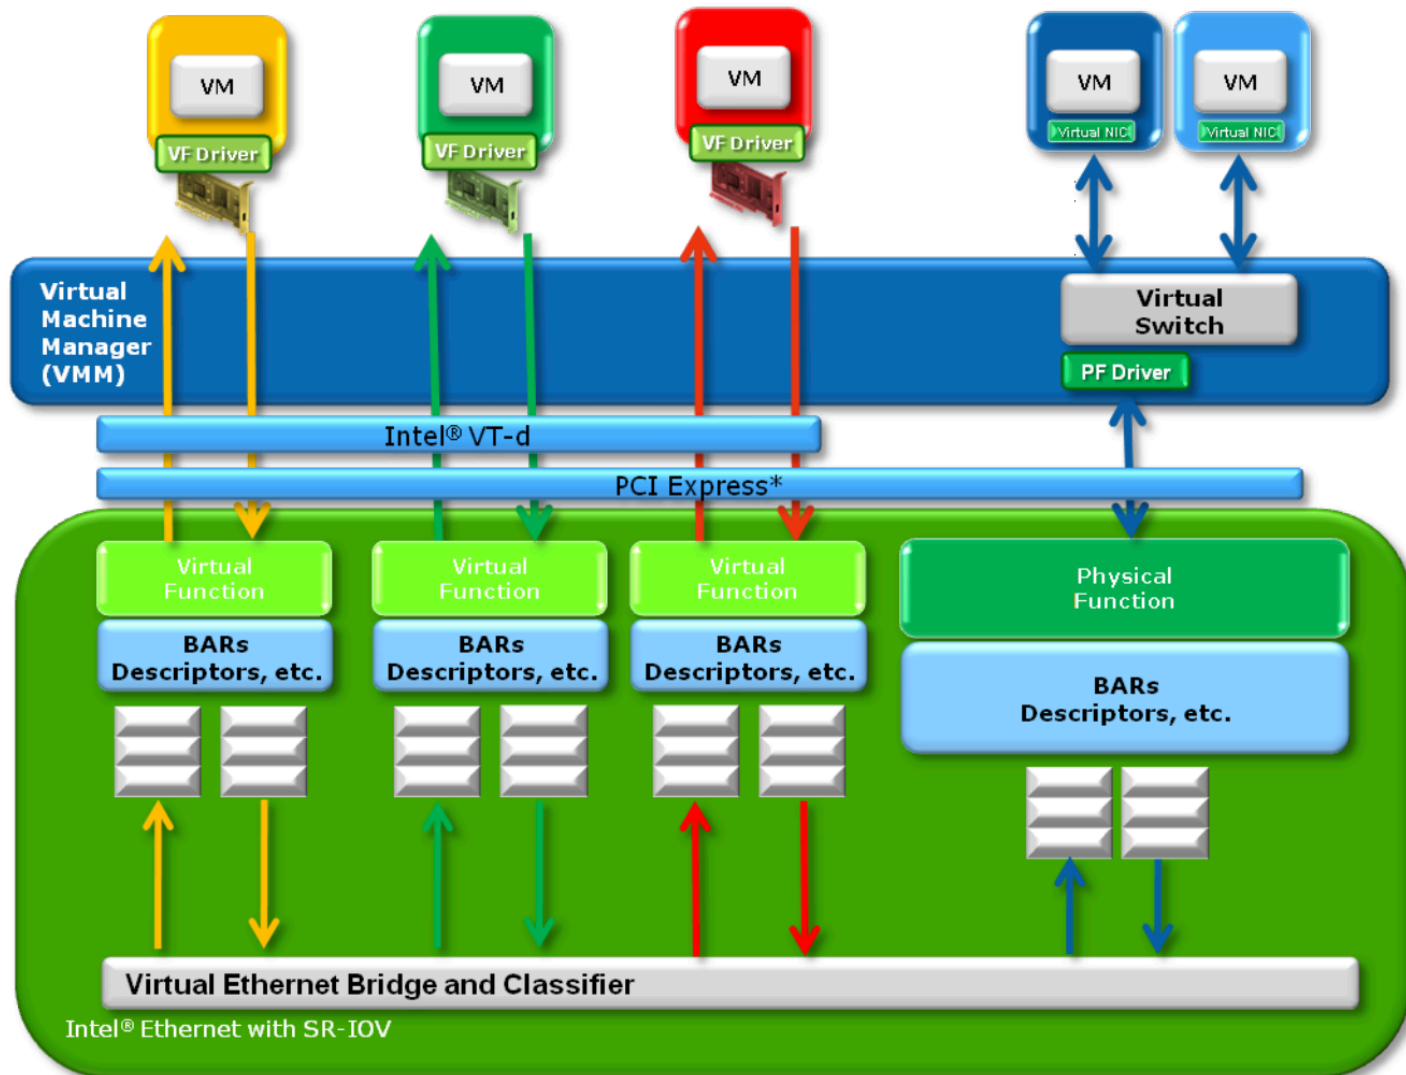 VM
VM
VM
VM
VM
VF Driver
VF Driver
VF Driver
Virtual NIC
Virtual NIC
Virtual
Machine
Manager
(VMM)
Virtual
Switch
PF Driver
Intel® VT-d
PCI Express*
Virtual
Function
Virtual
Function
Virtual
Function
Physical
Function
BARs
Descriptors, etc.
BARs
Descriptors, etc.
BARs
Descriptors, etc.
BARs
Descriptors, etc.
Virtual Ethernet Bridge and Classifier
Intel® Ethernet with SR-IOV